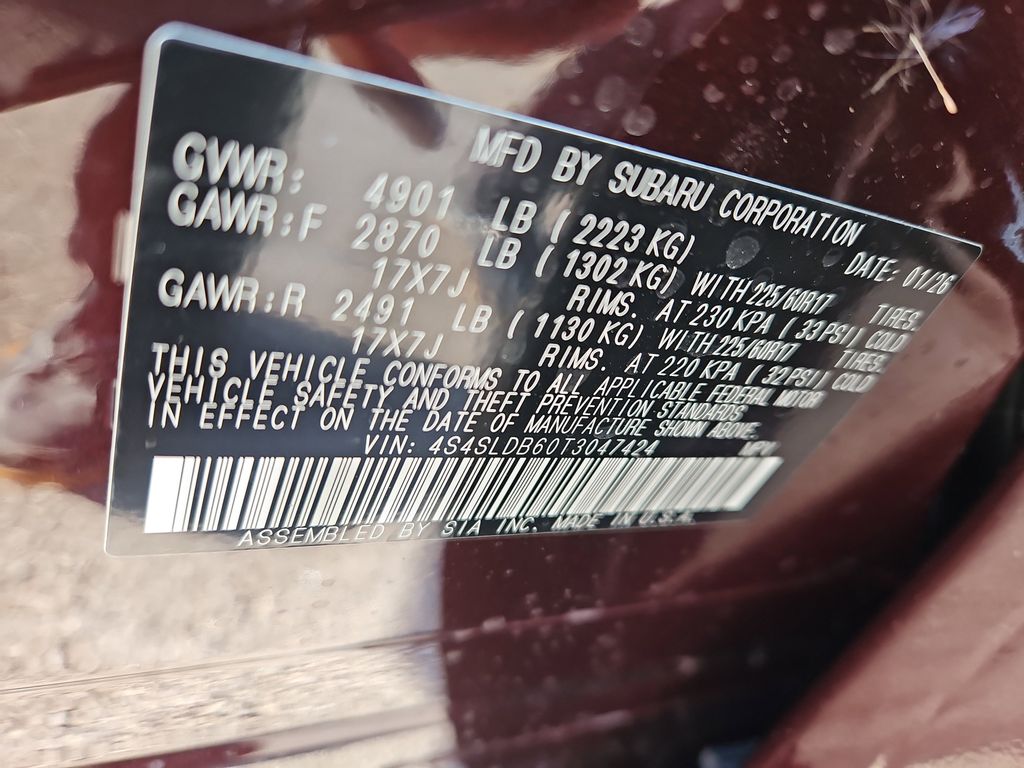 MFD BY SUBARU CORPORATION DATE: 01/26
GVWR: 4901 LB ( 2223 KG)
GAWR:F 2870 LB ( 1302 KG) WITH 225/60R17 TIRES.
17X7J RIMS. AT 230 KPA ( 33 PSI) COLD
GAWR:R 2491 LB ( 1130 KG) WITH 225/60R17 TIRES.
17X7J RIMS. AT 220 KPA ( 32 PSI) COLD
THIS VEHICLE CONFORMS TO ALL APPLICABLE FEDERAL MOTOR
VEHICLE SAFETY AND THEFT PREVENTION STANDARDS
IN EFFECT ON THE DATE OF MANUFACTURE SHOWN ABOVE.
VIN: 4S4SLDB60T3047424 MPV
ASSEMBLED BY SIA INC. MADE IN U.S.A.